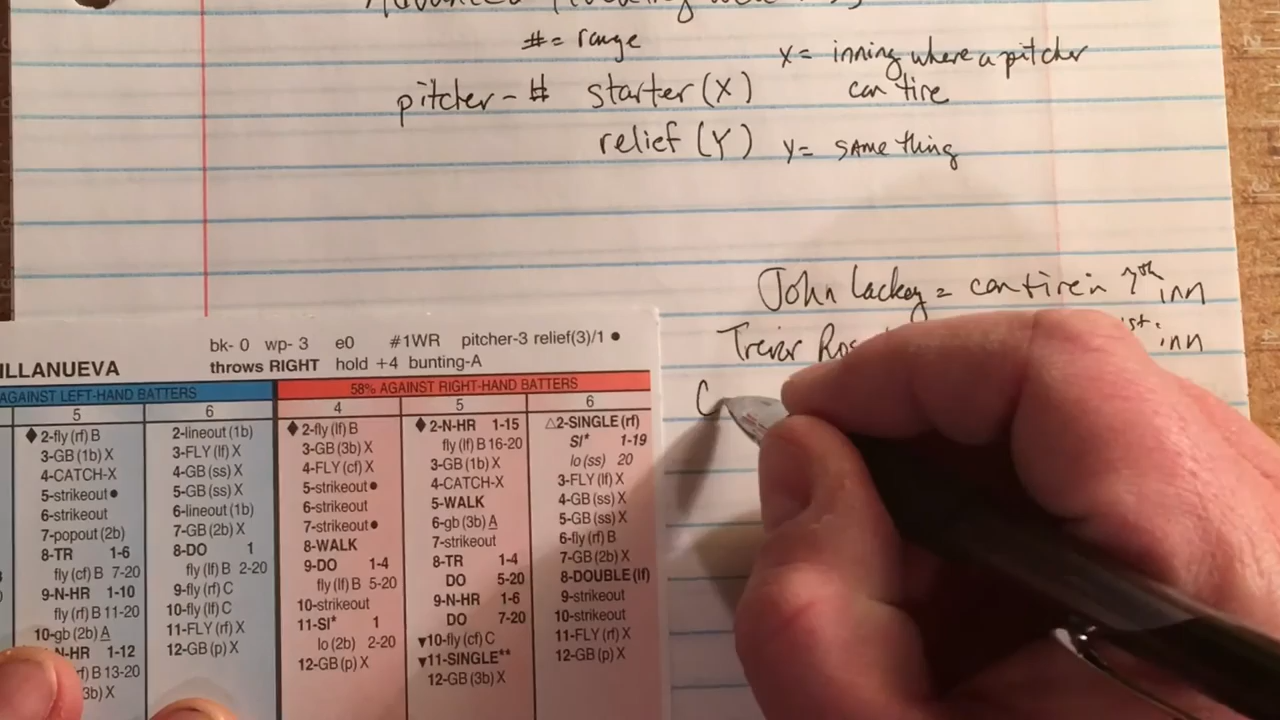 #= range
x= inning where a pitcher
can tire
pitcher - # starter (X)
relief (Y) y= same thing
John Lackey = can tire in 7th inn
Trevor
inn
C
ILLANUEVA
bk- 0 wp- 3 e0 #1WR pitcher-3 relief(3)/1 ●
throws RIGHT hold +4 bunting-A
AGAINST LEFT-HAND BATTERS
5 6
◆2-fly (rf) B
3-GB (1b) X
4-CATCH-X
5-strikeout ●
6-strikeout
7-popout (2b)
8-TR 1-6
fly (cf) B 7-20
9-N-HR 1-10
fly (rf) B 11-20
10-gb (2b) A
N-HR 1-12
rf) B 13-20
3b) X
2-lineout (1b)
3-FLY (lf) X
4-GB (ss) X
5-GB (ss) X
6-lineout (1b)
7-GB (2b) X
8-DO 1
fly (lf) B 2-20
9-fly (rf) C
10-fly (lf) C
11-FLY (rf) X
12-GB (p) X
58% AGAINST RIGHT-HAND BATTERS
4 5 6
◆2-fly (lf) B
3-GB (3b) X
4-FLY (cf) X
5-strikeout ●
6-strikeout
7-strikeout ●
8-WALK
9-DO 1-4
fly (lf) B 5-20
10-strikeout
11-SI* 1
lo (2b) 2-20
12-GB (p) X
◆2-N-HR 1-15
fly (lf) B 16-20
3-GB (1b) X
4-CATCH-X
5-WALK
6-gb (3b) A
7-strikeout
8-TR 1-4
DO 5-20
9-N-HR 1-6
DO 7-20
▼10-fly (cf) C
▼11-SINGLE**
12-GB (3b) X
△2-SINGLE (rf)
SI* 1-19
lo (ss) 20
3-FLY (lf) X
4-GB (ss) X
5-GB (ss) X
6-fly (rf) B
7-GB (2b) X
8-DOUBLE (lf)
9-strikeout
10-strikeout
11-FLY (rf) X
12-GB (p) X